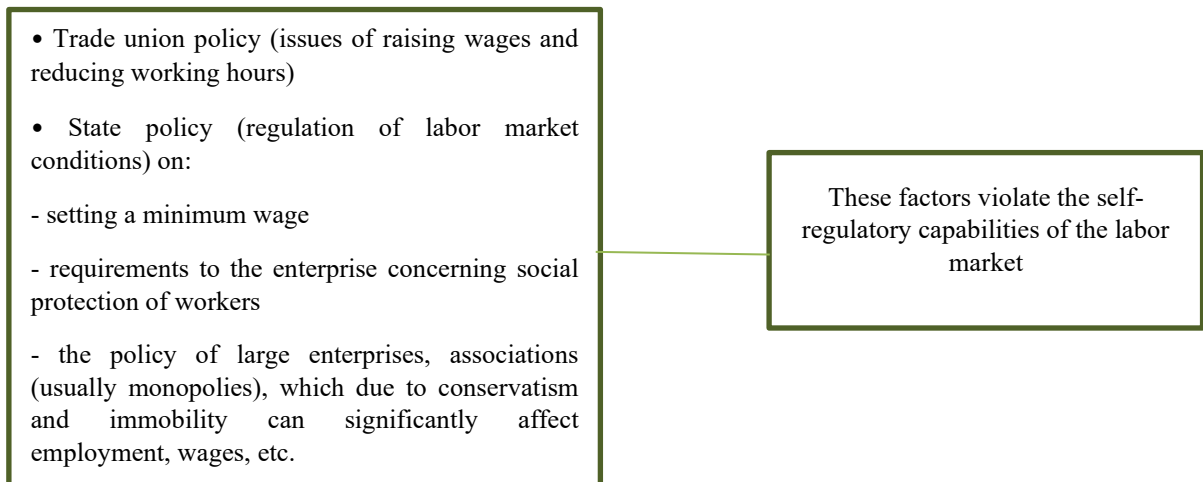 • Trade union policy (issues of raising wages and
reducing working hours)
• State policy (regulation of labor market
conditions) on:
- setting a minimum wage
- requirements to the enterprise concerning social
protection of workers
- the policy of large enterprises, associations
(usually monopolies), which due to conservatism
and immobility can significantly affect
employment, wages, etc.
These factors violate the self-
regulatory capabilities of the labor
market